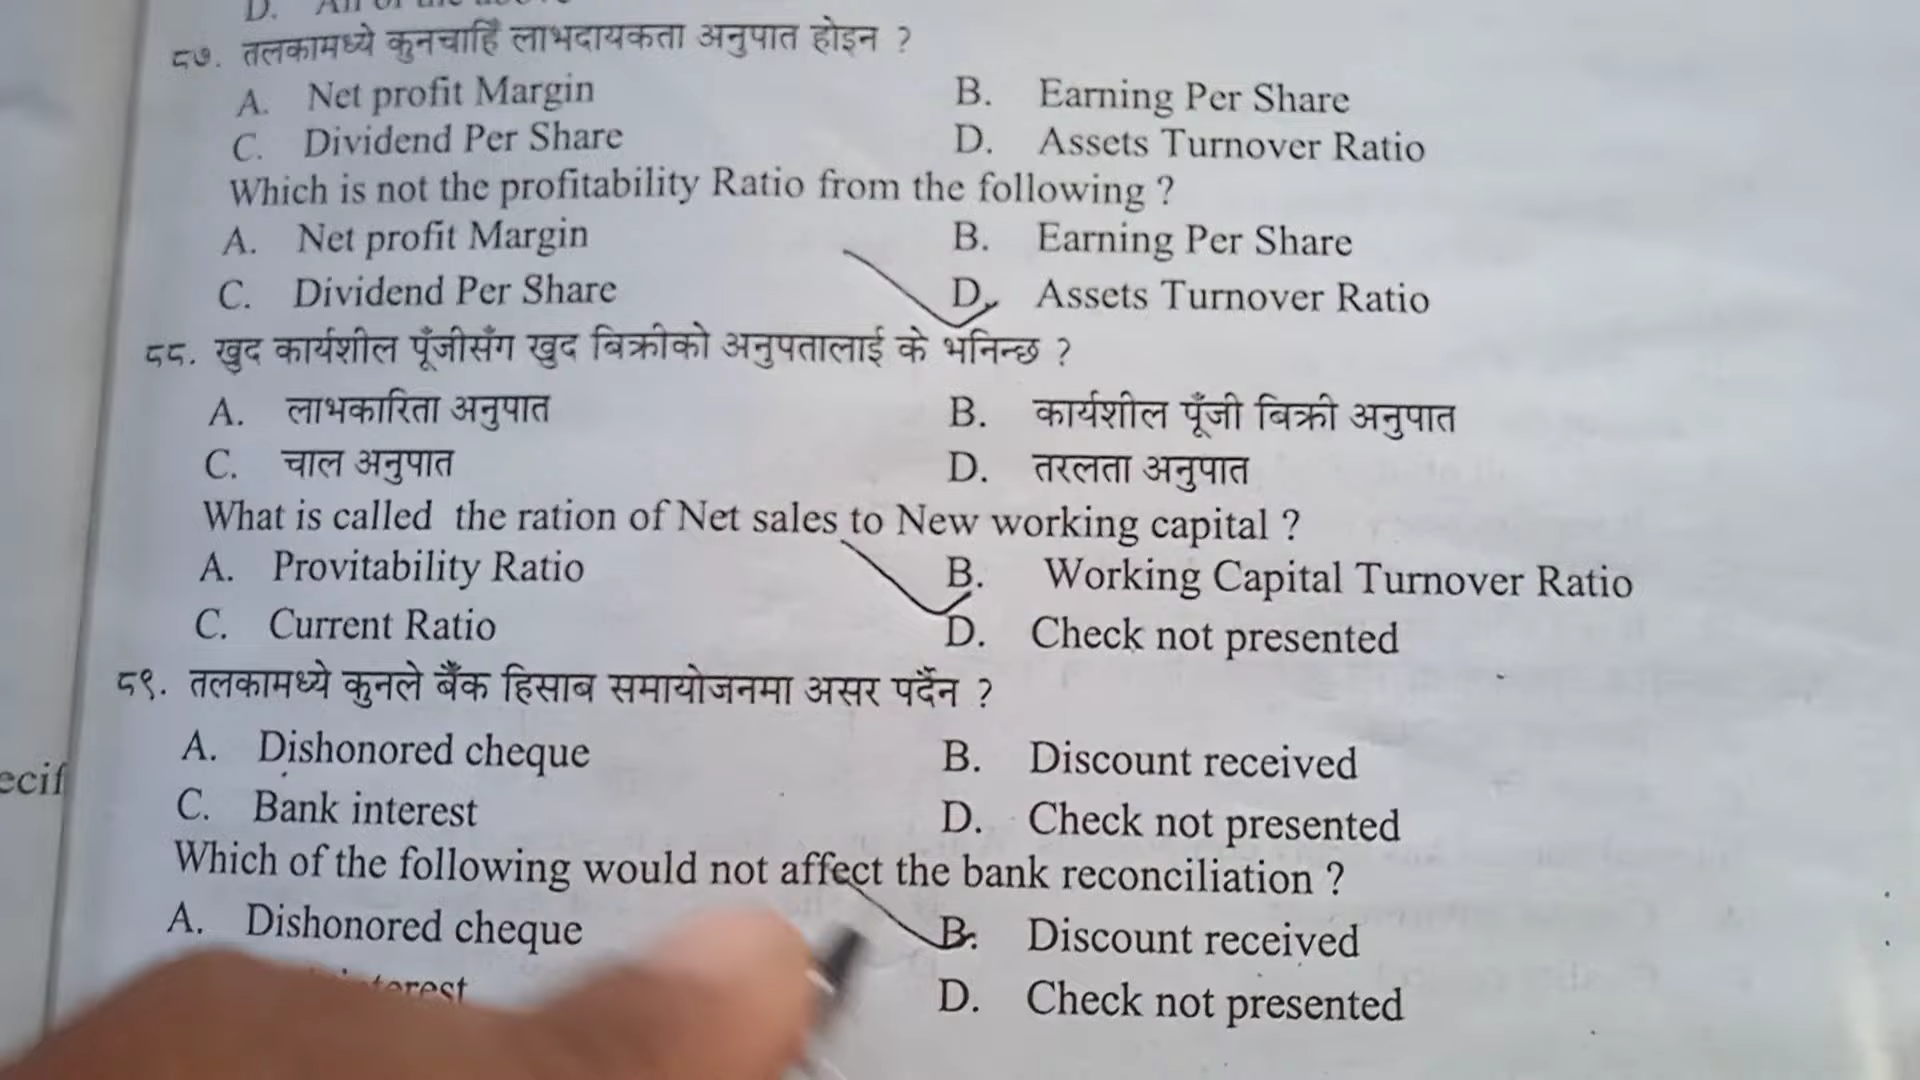 D.
८७. तलकामध्ये कुनचाहिँ लाभदायकता अनुपात होइन ?
A. Net profit Margin B. Earning Per Share
C. Dividend Per Share D. Assets Turnover Ratio
Which is not the profitability Ratio from the following ?
A. Net profit Margin B. Earning Per Share
C. Dividend Per Share D. Assets Turnover Ratio
८८. खुद कार्यशील पूँजीसँग खुद बिक्रीको अनुपतालाई के भनिन्छ ?
A. लाभकारिता अनुपात B. कार्यशील पूँजी बिक्री अनुपात
C. चाल अनुपात D. तरलता अनुपात
What is called the ration of Net sales to New working capital ?
A. Provitability Ratio B. Working Capital Turnover Ratio
C. Current Ratio D. Check not presented
८९. तलकामध्ये कुनले बैँक हिसाब समायोजनमा असर पर्दैन ?
A. Dishonored cheque B. Discount received
C. Bank interest D. Check not presented
Which of the following would not affect the bank reconciliation ?
A. Dishonored cheque B. Discount received
D. Check not presented